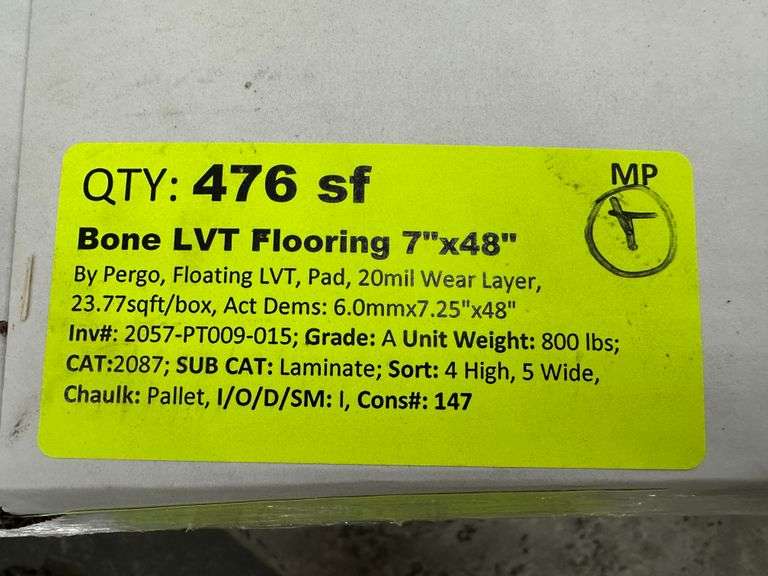 QTY: 476 sf
MP
Bone LVT Flooring 7"x48"
By Pergo, Floating LVT, Pad, 20mil Wear Layer,
23.77sqft/box, Act Dems: 6.0mmx7.25"x48"
Inv#: 2057-PT009-015; Grade: A Unit Weight: 800 lbs;
CAT:2087; SUB CAT: Laminate; Sort: 4 High, 5 Wide,
Chaulk: Pallet, I/O/D/SM: I, Cons#: 147